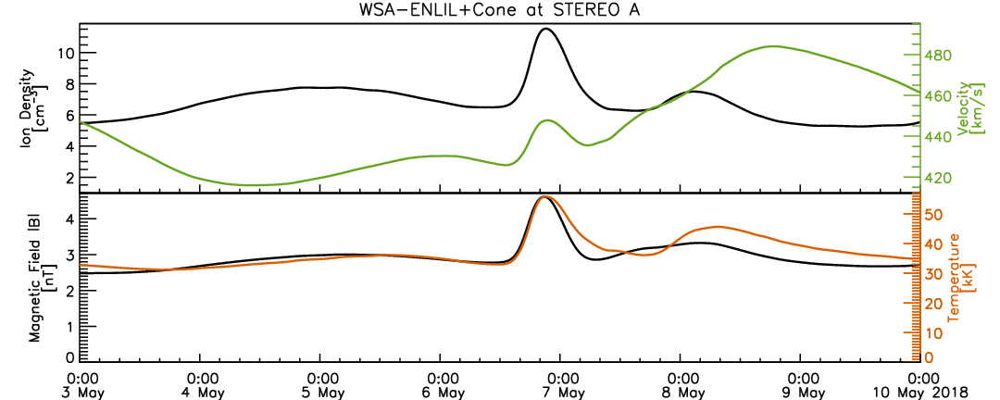 WSA-ENLIL+Cone at STEREO A
Ion Density
[cm-3]
10
8
6
4
2
480
460
440
420
Velocity
[km/s]
Magnetic Field |B|
[nT]
4
3
2
1
0
50
40
30
20
10
0
Temperature
[kK]
0:00 0:00 0:00 0:00 0:00 0:00 0:00 0:00
3 May 4 May 5 May 6 May 7 May 8 May 9 May 10 May 2018